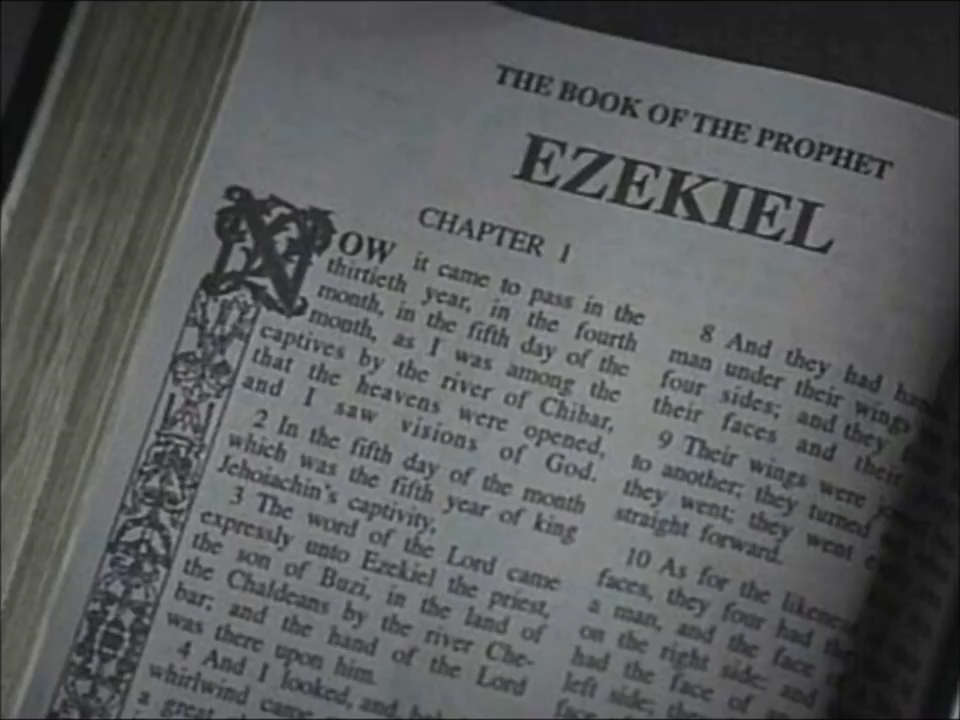 THE BOOK OF THE PROPHET
EZEKIEL
CHAPTER 1
NOW it came to pass in the
thirtieth year, in the fourth
month, in the fifth day of the
month, as I was among the
captives by the river of Chibar,
that the heavens were opened,
and I saw visions of God.
2 In the fifth day of the month
which was the fifth year of king
Jehoiachin's captivity,
3 The word of the Lord came
expressly unto Ezekiel the priest,
the son of Buzi, in the land of
the Chaldeans by the river Che-
bar; and the hand of the Lord
was there upon him.
4 And I looked, and,
whirlwind came
a great
8 And they had
man under their wings
four sides; and they
their faces and their
9 Their wings were
to another; they turned
they went; they went
straight forward.
10 As for the
faces, they four had the
a man, and the face
on the right side: and
had the face of
left side;
face